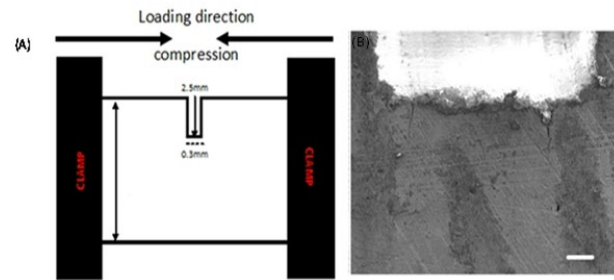 Loading direction
(A)
compression
(B)
2.5mm
0.3mm
CLAMP
CLAMP